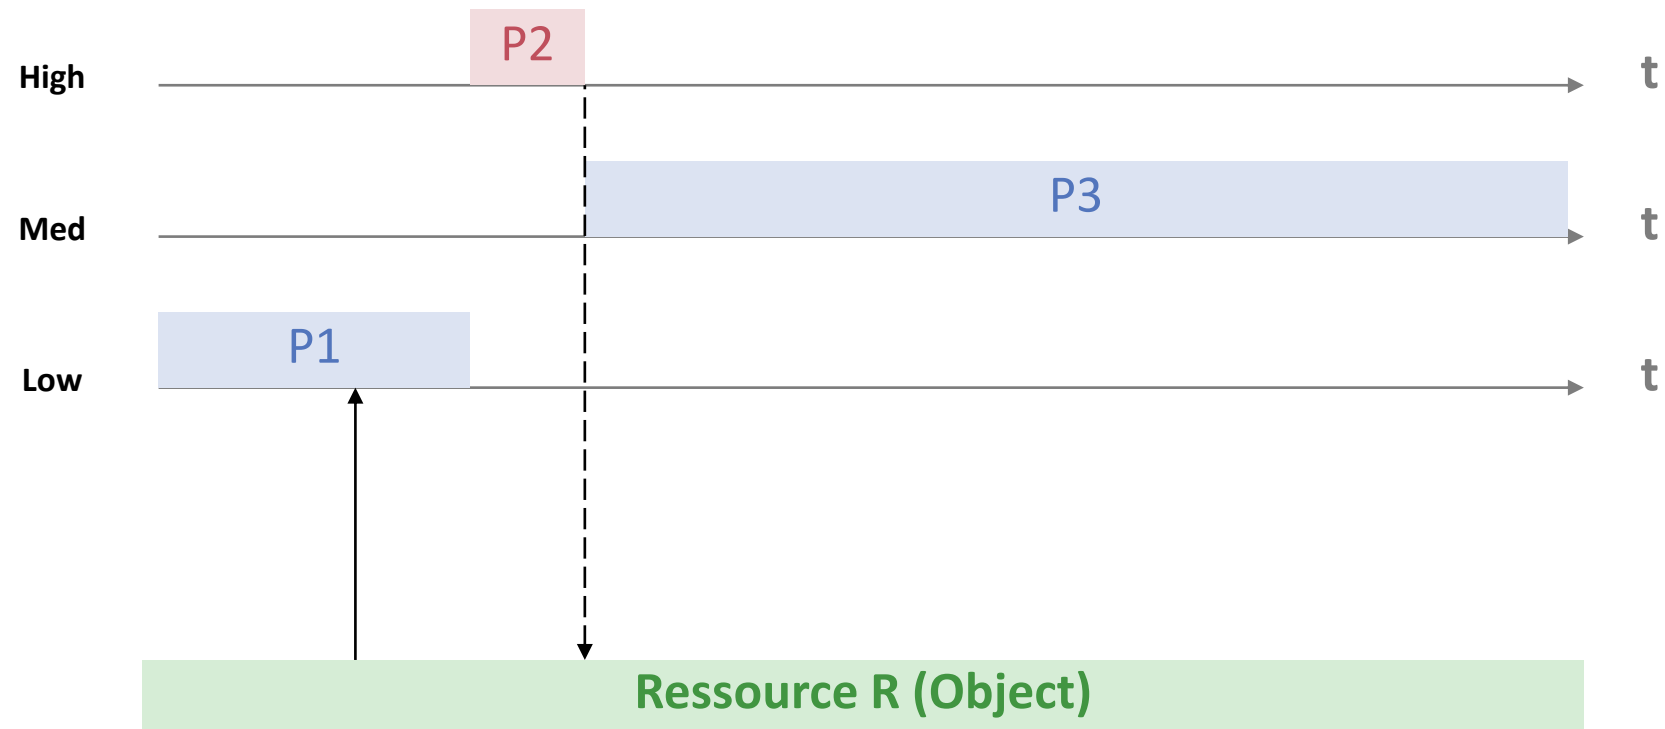 P2
High t
P3
Med t
P1
Low t
Ressource R (Object)